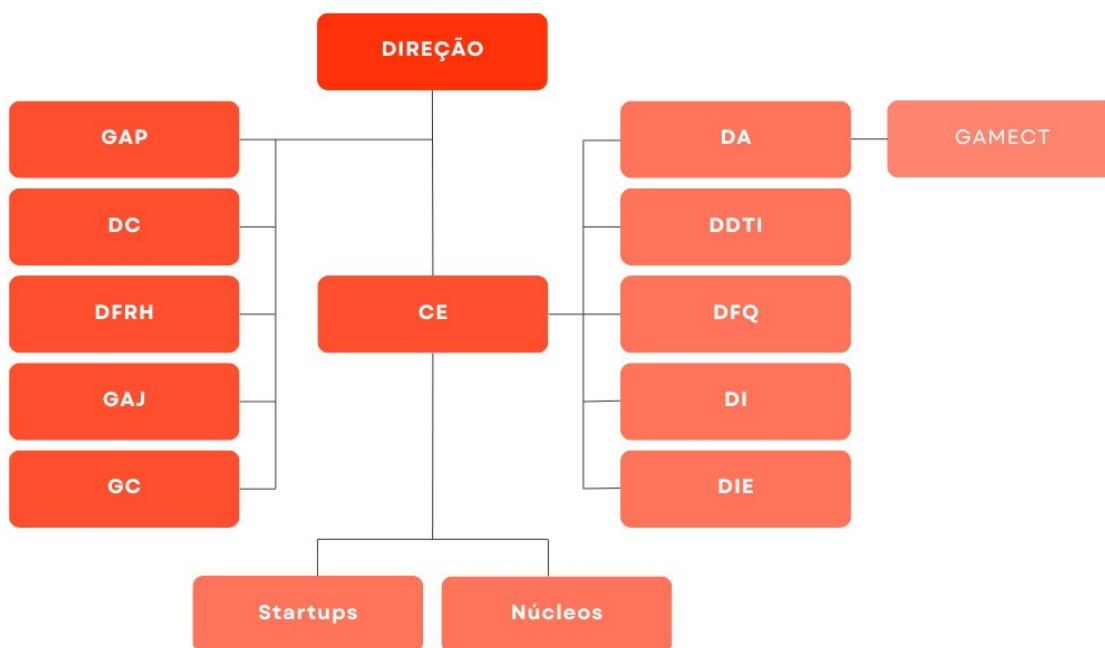 DIREÇÃO
GAP
DC
DFRH
GAJ
GC
CE
DA
GAMECT
DDTI
DFQ
DI
DIE
Startups
Núcleos